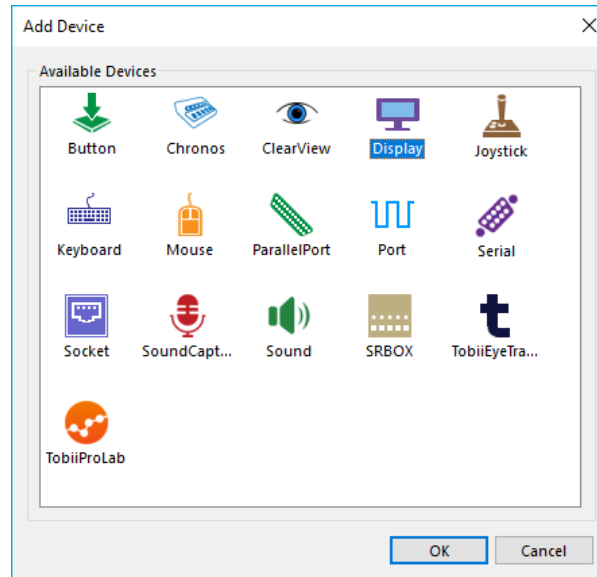 Add Device
Available Devices
Button Chronos ClearView Display Joystick
Keyboard Mouse ParallelPort Port Serial
Socket SoundCapt... Sound SRBOX TobiiEyeTra...
TobiiProLab
OK Cancel